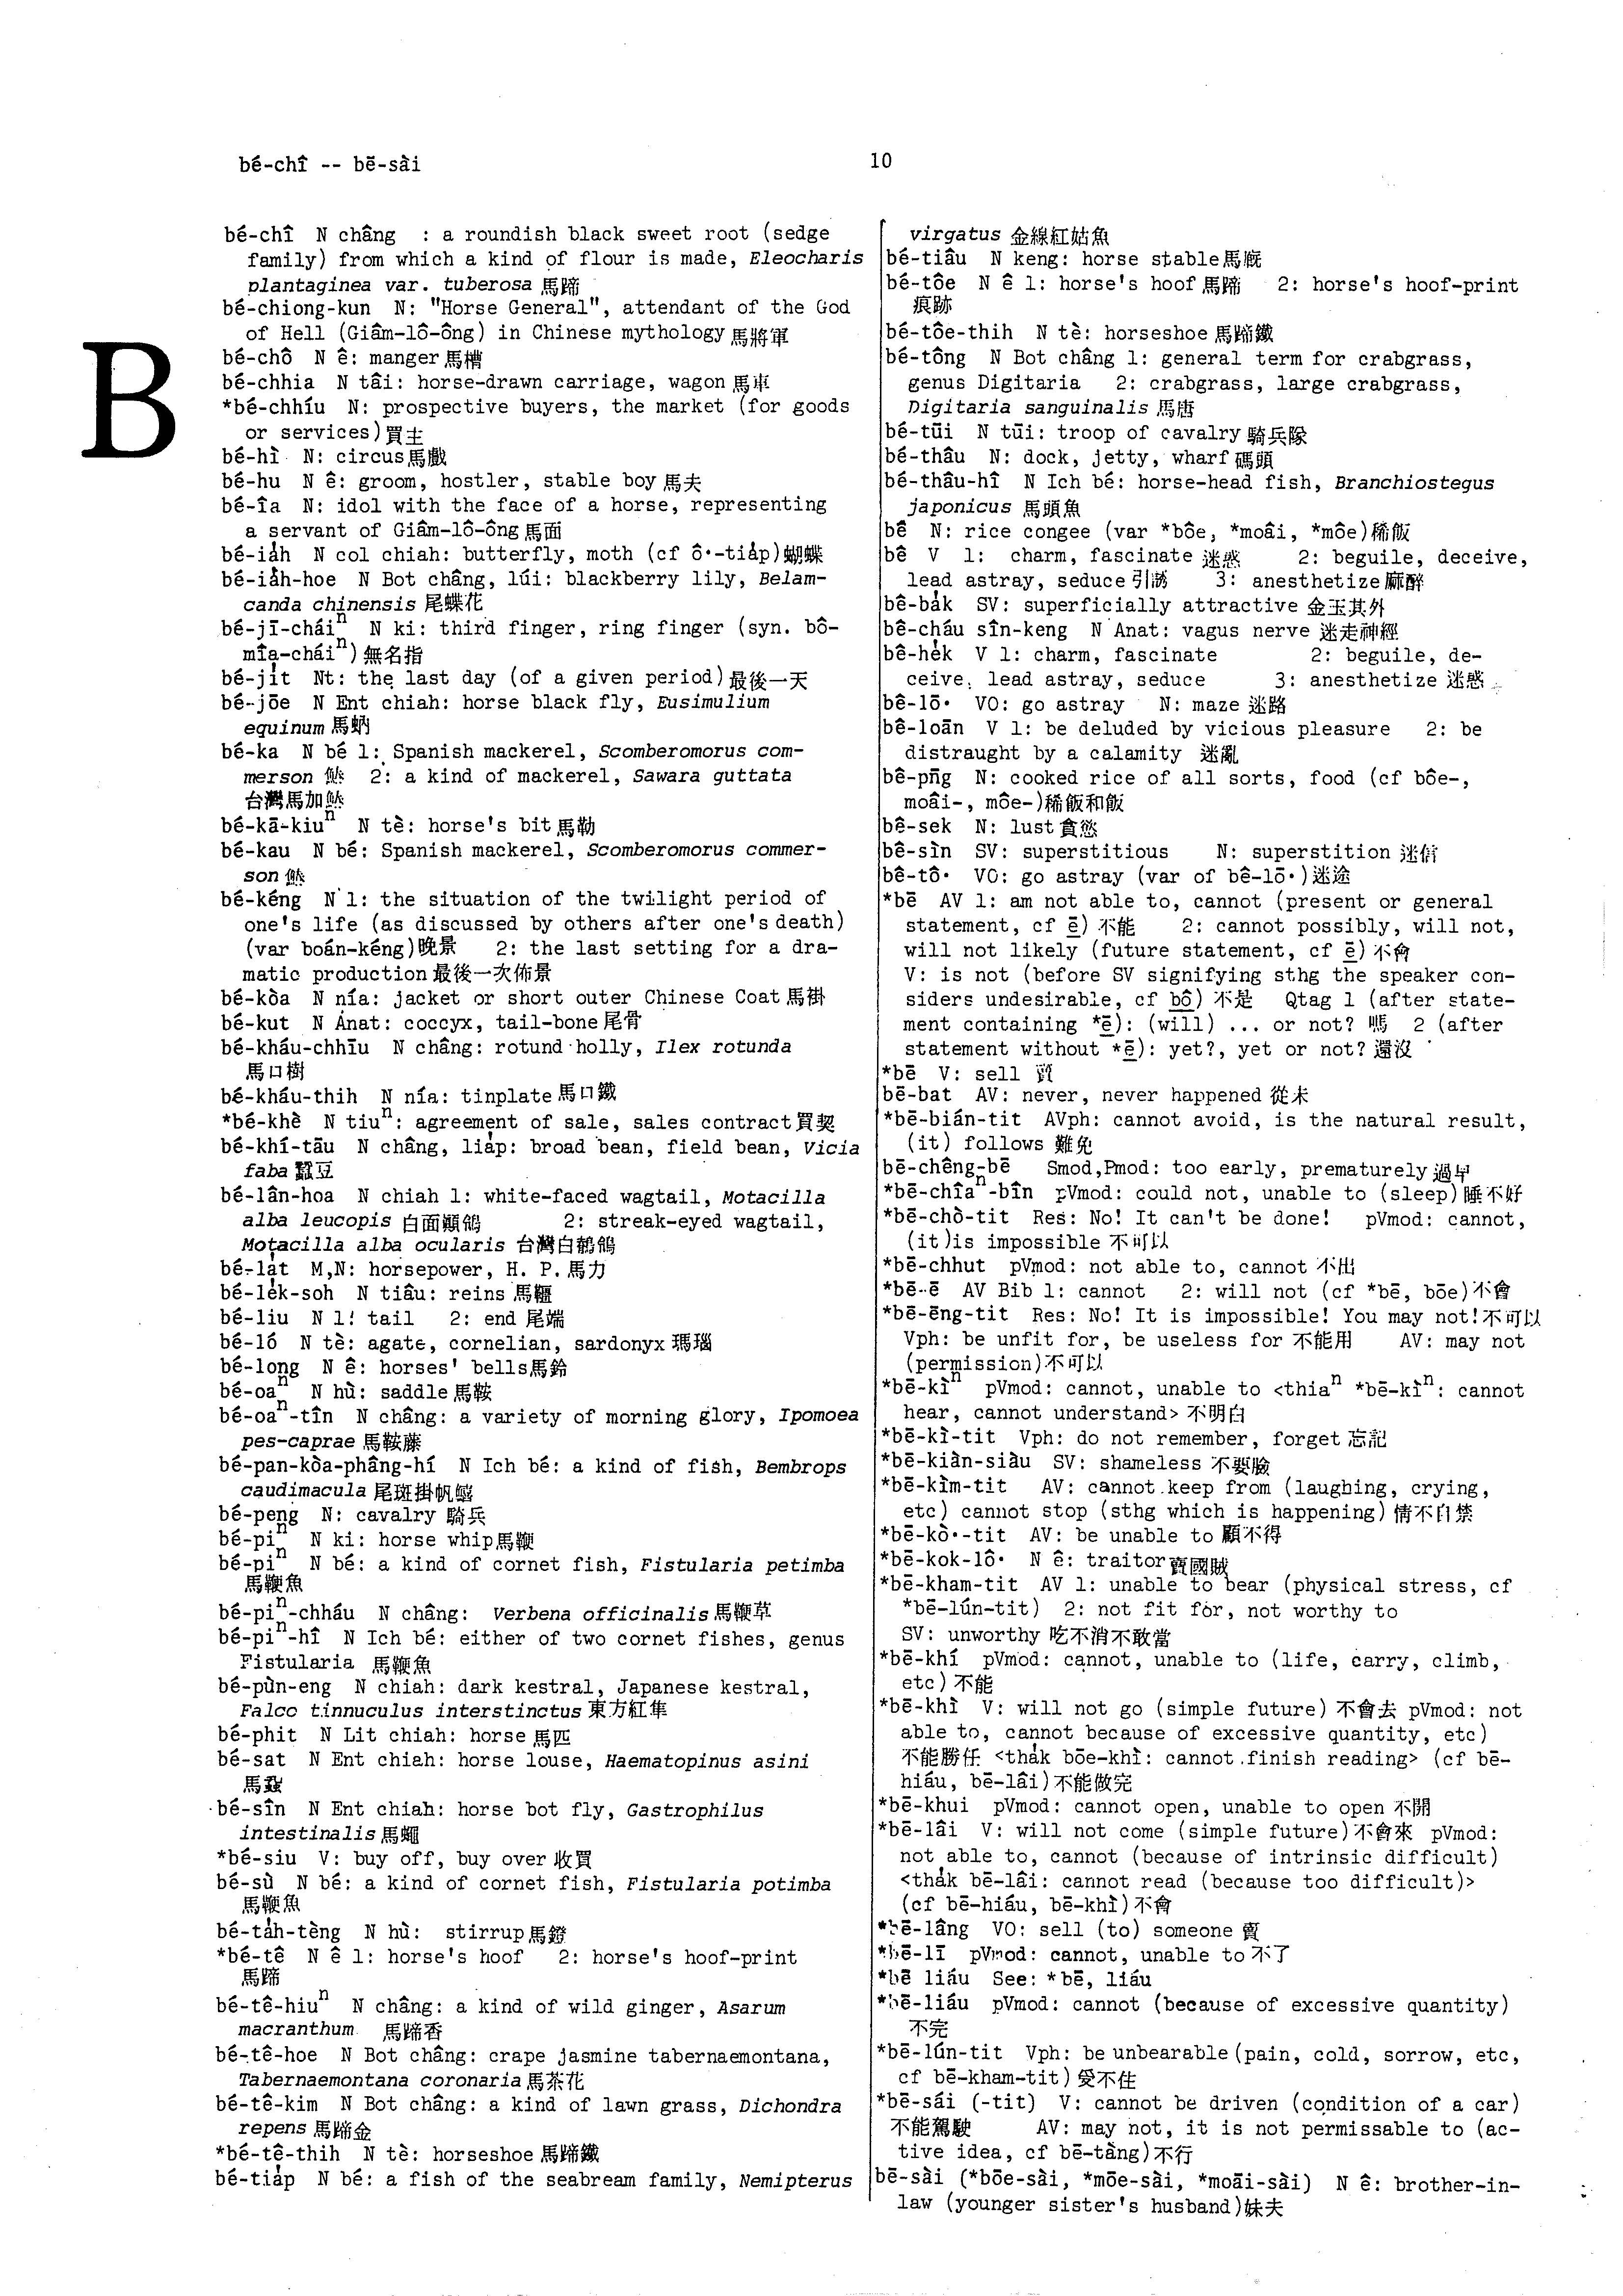 bé-chî -- bē-sài
10
B
bé-chî N châng : a roundish black sweet root (sedge
family) from which a kind of flour is made, Eleocharis
plantaginea var. tuberosa 馬蹄
bé-chiong-kun N: "Horse General", attendant of the God
of Hell (Giâm-lô-ông) in Chinese mythology 馬將軍
bé-chô N ê: manger 馬槽
bé-chhia N tâi: horse-drawn carriage, wagon 馬車
*bé-chhíu N: prospective buyers, the market (for goods
or services) 買主
bé-hì N: circus 馬戲
bé-hu N ê: groom, hostler, stable boy 馬夫
bé-îa N: idol with the face of a horse, representing
a servant of Giâm-lô-ông 馬面
bé-ia̍h N col chiah: butterfly, moth (cf ô·-tia̍p) 蝴蝶
bé-ia̍h-hoe N Bot châng, lúi: blackberry lily, Belam-
canda chinensis 尾蝶花
bé-jī-cháiⁿ N ki: third finger, ring finger (syn. bô-
mîa-cháiⁿ) 無名指
bé-ji̍t Nt: the last day (of a given period) 最後一天
bé-jōe N Ent chiah: horse black fly, Eusimulium
equinum 馬蚋
bé-ka N bé 1: Spanish mackerel, Scomberomorus com-
merson 鰆 2: a kind of mackerel, Sawara guttata
台灣馬加鰆
bé-kā-kiuⁿ N tè: horse's bit 馬勒
bé-kau N bé: Spanish mackerel, Scomberomorus commer-
son
bé-kéng N 1: the situation of the twilight period of
one's life (as discussed by others after one's death)
(var boán-kéng) 晚景 2: the last setting for a dra-
matic production 最後一次佈景
bé-kòa N nía: jacket or short outer Chinese Coat 馬褂
bé-kut N Anat: coccyx, tail-bone 尾骨
bé-kháu-chhīu N châng: rotund holly, Ilex rotunda
馬口樹
bé-kháu-thih N nía: tinplate 馬口鐵
*bé-khè N tiuⁿ: agreement of sale, sales contract 買契
bé-khí-tāu N châng, lia̍p: broad bean, field bean, Vicia
faba 蠶豆
bé-lân-hoa N chiah 1: white-faced wagtail, Motacilla
alba leucopis 白面鶺鴒 2: streak-eyed wagtail,
Motacilla alba ocularis 台灣白鶺鴒
bé-la̍t M,N: horsepower, H. P. 馬力
bé-le̍k-soh N tiâu: reins 馬韁
bé-liu N 1: tail 2: end 尾端
bé-ló N tè: agate, cornelian, sardonyx 瑪瑙
bé-long N ê: horses' bells 馬鈴
bé-oaⁿ N hù: saddle 馬鞍
bé-oaⁿ-tîn N châng: a variety of morning glory, Ipomoea
pes-caprae 馬鞍藤
bé-pan-kòa-phâng-hí N Ich bé: a kind of fish, Bembrops
caudimacula 尾斑掛帆鱚
bé-peng N: cavalry 騎兵
bé-piⁿ N ki: horse whip 馬鞭
bé-piⁿ N bé: a kind of cornet fish, Fistularia petimba
馬鞭魚
bé-piⁿ-chháu N châng: Verbena officinalis 馬鞭草
bé-piⁿ-hî N Ich bé: either of two cornet fishes, genus
Fistularia 馬鞭魚
bé-pùn-eng N chiah: dark kestral, Japanese kestral,
Falco tinnuculus interstinctus 東方紅隼
bé-phit N Lit chiah: horse 馬匹
bé-sat N Ent chiah: horse louse, Haematopinus asini
馬蝨
bé-sîn N Ent chiah: horse bot fly, Gastrophilus
intestinalis 馬蠅
*bé-siu V: buy off, buy over 收買
bé-sù N bé: a kind of cornet fish, Fistularia potimba
馬鞭魚
bé-ta̍h-tèng N hù: stirrup 馬鐙
*bé-tê N ê 1: horse's hoof 2: horse's hoof-print
馬蹄
bé-tê-hiuⁿ N châng: a kind of wild ginger, Asarum
macranthum 馬蹄香
bé-tê-hoe N Bot châng: crape jasmine tabernaemontana,
Tabernaemontana coronaria 馬茶花
bé-tê-kim N Bot châng: a kind of lawn grass, Dichondra
repens 馬蹄金
*bé-tê-thih N tè: horseshoe 馬蹄鐵
bé-tia̍p N bé: a fish of the seabream family, Nemipterus
virgatus 金線紅姑魚
bé-tiâu N keng: horse stable 馬廐
bé-tôe N ê 1: horse's hoof 馬蹄 2: horse's hoof-print
痕跡
bé-tôe-thih N tè: horseshoe 馬蹄鐵
bé-tông N Bot châng 1: general term for crabgrass,
genus Digitaria 2: crabgrass, large crabgrass,
Digitaria sanguinalis 馬唐
bé-tūi N tūi: troop of cavalry 騎兵隊
bé-thâu N: dock, jetty, wharf 碼頭
bé-thâu-hî N Ich bé: horse-head fish, Branchiostegus
japonicus 馬頭魚
bê N: rice congee (var *bôe, *moâi, *môe) 稀飯
bê V 1: charm, fascinate 迷惑 2: beguile, deceive,
lead astray, seduce 引誘 3: anesthetize 麻醉
bê-ba̍k SV: superficially attractive 金玉其外
bê-cháu sîn-keng N Anat: vagus nerve 迷走神經
bê-he̍k V 1: charm, fascinate 2: beguile, de-
ceive, lead astray, seduce 3: anesthetize 迷惑
bê-lō· VO: go astray N: maze 迷路
bê-loān V 1: be deluded by vicious pleasure 2: be
distraught by a calamity 迷亂
bê-pn̄g N: cooked rice of all sorts, food (cf bôe-,
moâi-, môe-) 稀飯和飯
bê-sek N: lust 貪慾
bê-sìn SV: superstitious N: superstition 迷信
bê-tô· VO: go astray (var of bê-lō·) 迷途
*bē AV 1: am not able to, cannot (present or general
statement, cf ē) 不能 2: cannot possibly, will not,
will not likely (future statement, cf ē) 不會
V: is not (before SV signifying sthg the speaker con-
siders undesirable, cf bô) 不是 Qtag 1 (after state-
ment containing *ē): (will) ... or not? 嗎 2 (after
statement without *ē): yet?, yet or not? 還沒
*bē V: sell 賣
bē-bat AV: never, never happened 從未
*bē-bián-tit AVph: cannot avoid, is the natural result,
(it) follows 難免
bē-chêng-bē Smod,Pmod: too early, prematurely 過早
*bē-chîaⁿ-bîn pVmod: could not, unable to (sleep) 睡不好
*bē-chò-tit Res: No! It can't be done! pVmod: cannot,
(it)is impossible 不可以
*bē-chhut pVmod: not able to, cannot 不出
*bē-ē AV Bib 1: cannot 2: will not (cf *bē, bōe) 不會
*bē-ēng-tit Res: No! It is impossible! You may not! 不可以
Vph: be unfit for, be useless for 不能用 AV: may not
(permission) 不可以
*bē-kìⁿ pVmod: cannot, unable to <thiaⁿ *bē-kìⁿ: cannot
hear, cannot understand> 不明白
*bē-kì-tit Vph: do not remember, forget 忘記
*bē-kiàn-siàu SV: shameless 不要臉
*bē-kìm-tit AV: cannot keep from (laughing, crying,
etc) cannot stop (sthg which is happening) 情不自禁
*bē-kò·-tit AV: be unable to 顧不得
*bē-kok-lô· N ê: traitor 賣國賊
*bē-kham-tit AV 1: unable to bear (physical stress, cf
*bē-lún-tit) 2: not fit for, not worthy to
SV: unworthy 吃不消不敢當
*bē-khí pVmod: cannot, unable to (life, carry, climb,
etc) 不能
*bē-khì V: will not go (simple future) 不會去 pVmod: not
able to, cannot because of excessive quantity, etc)
不能勝任 <tha̍k bōe-khì: cannot finish reading> (cf bē-
hiáu, bē-lâi) 不能做完
*bē-khui pVmod: cannot open, unable to open 不開
*bē-lâi V: will not come (simple future) 不會來 pVmod:
not able to, cannot (because of intrinsic difficult)
<tha̍k bē-lâi: cannot read (because too difficult)>
(cf bē-hiáu, bē-khì) 不會
*bē-lâng VO: sell (to) someone 賣
*bē-lī pVmod: cannot, unable to 不了
*bē liáu See: *bē, liáu
*bē-liáu pVmod: cannot (because of excessive quantity)
不完
*bē-lún-tit Vph: be unbearable (pain, cold, sorrow, etc,
cf bē-kham-tit) 受不住
*bē-sái (-tit) V: cannot be driven (condition of a car)
不能駕駛 AV: may not, it is not permissable to (ac-
tive idea, cf bē-tàng) 不行
bē-sài (*bōe-sài, *mōe-sài, *moāi-sài) N ê: brother-in-
law (younger sister's husband) 妹夫